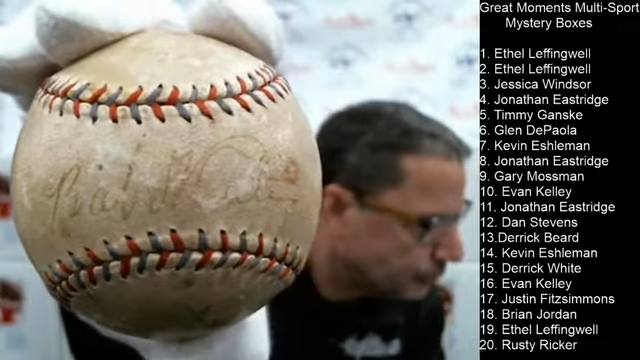 Great Moments Multi-Sport
Mystery Boxes
1. Ethel Leffingwell
2. Ethel Leffingwell
3. Jessica Windsor
4. Jonathan Eastridge
5. Timmy Ganske
6. Glen DePaola
7. Kevin Eshleman
8. Jonathan Eastridge
9. Gary Mossman
10. Evan Kelley
11. Jonathan Eastridge
12. Dan Stevens
13.Derrick Beard
14. Kevin Eshleman
15. Derrick White
16. Evan Kelley
17. Justin Fitzsimmons
18. Brian Jordan
19. Ethel Leffingwell
20. Rusty Ricker